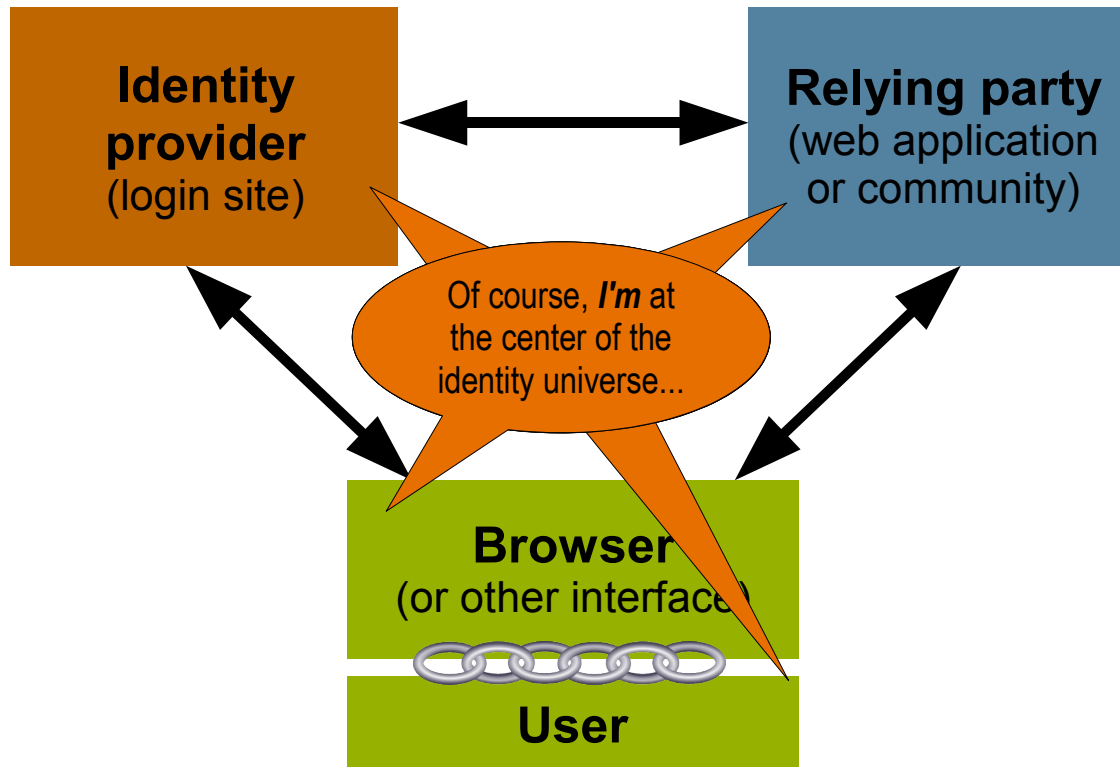 Identity
provider
(login site)
Relying party
(web application
or community)
Of course, I'm at
the center of the
identity universe...
Browser
(or other interface)
User